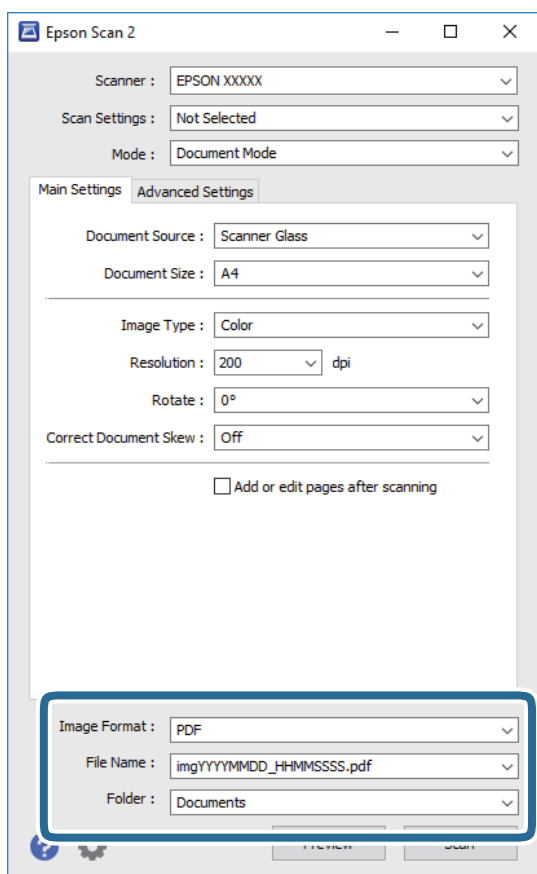 Epson Scan 2
Scanner : EPSON XXXXX
Scan Settings : Not Selected
Mode : Document Mode
Main Settings Advanced Settings
Document Source : Scanner Glass
Document Size : A4
Image Type : Color
Resolution : 200 dpi
Rotate : 0°
Correct Document Skew : Off
Add or edit pages after scanning
Image Format : PDF
File Name : imgYYYYMMDD_HHMMSSSS.pdf
Folder : Documents
? Preview Scan